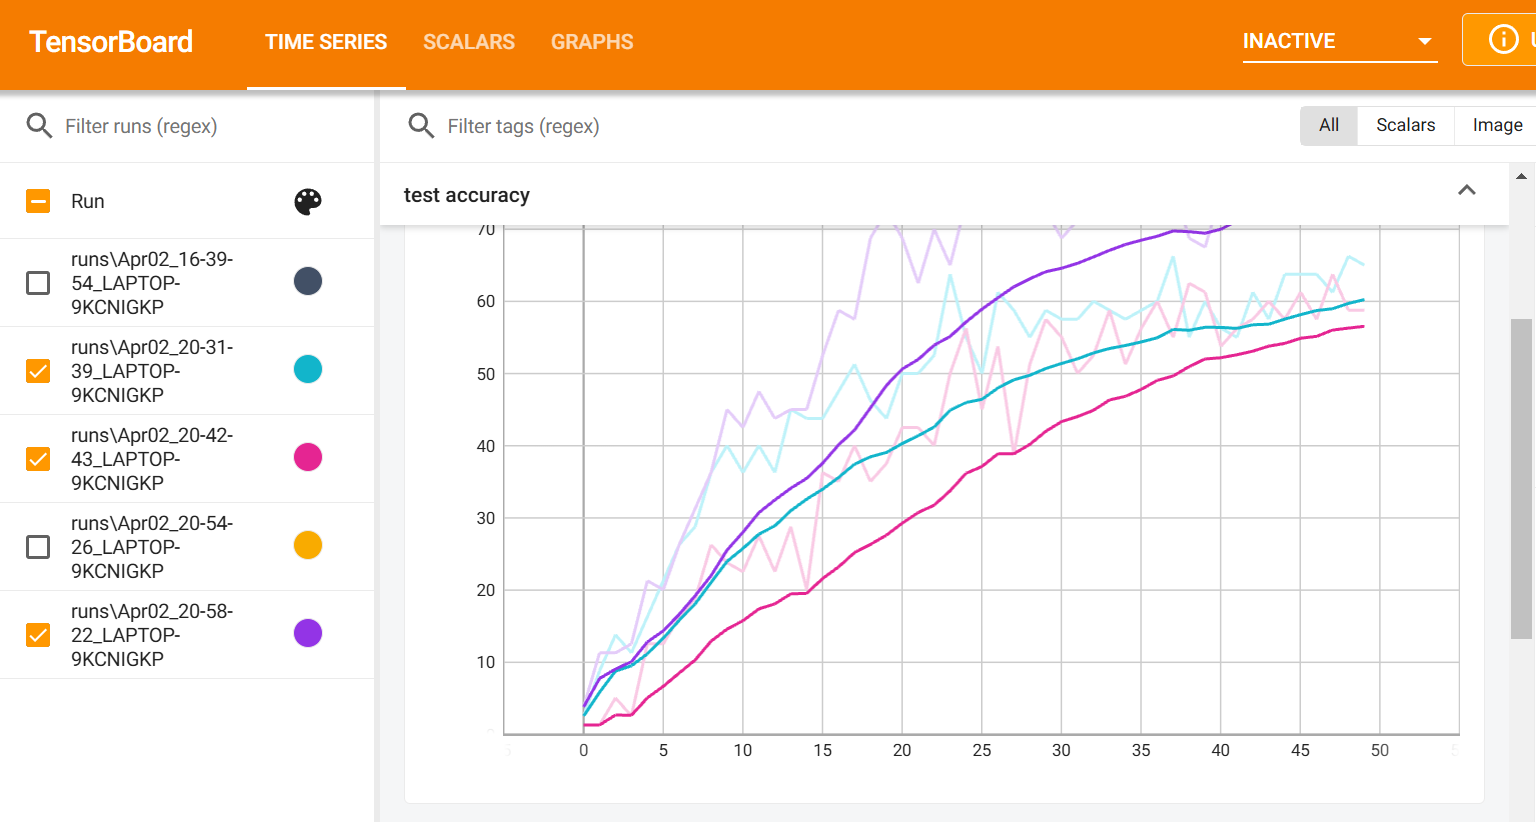 TensorBoard
TIME SERIES
SCALARS
GRAPHS
INACTIVE
Filter runs (regex)
Filter tags (regex)
All
Scalars
Image
Run
runs\Apr02_16-39-
54_LAPTOP-
9KCNIGKP
runs\Apr02_20-31-
39_LAPTOP-
9KCNIGKP
runs\Apr02_20-42-
43_LAPTOP-
9KCNIGKP
runs\Apr02_20-54-
26_LAPTOP-
9KCNIGKP
runs\Apr02_20-58-
22_LAPTOP-
9KCNIGKP
test accuracy
70
60
50
40
30
20
10
0 5 10 15 20 25 30 35 40 45 50